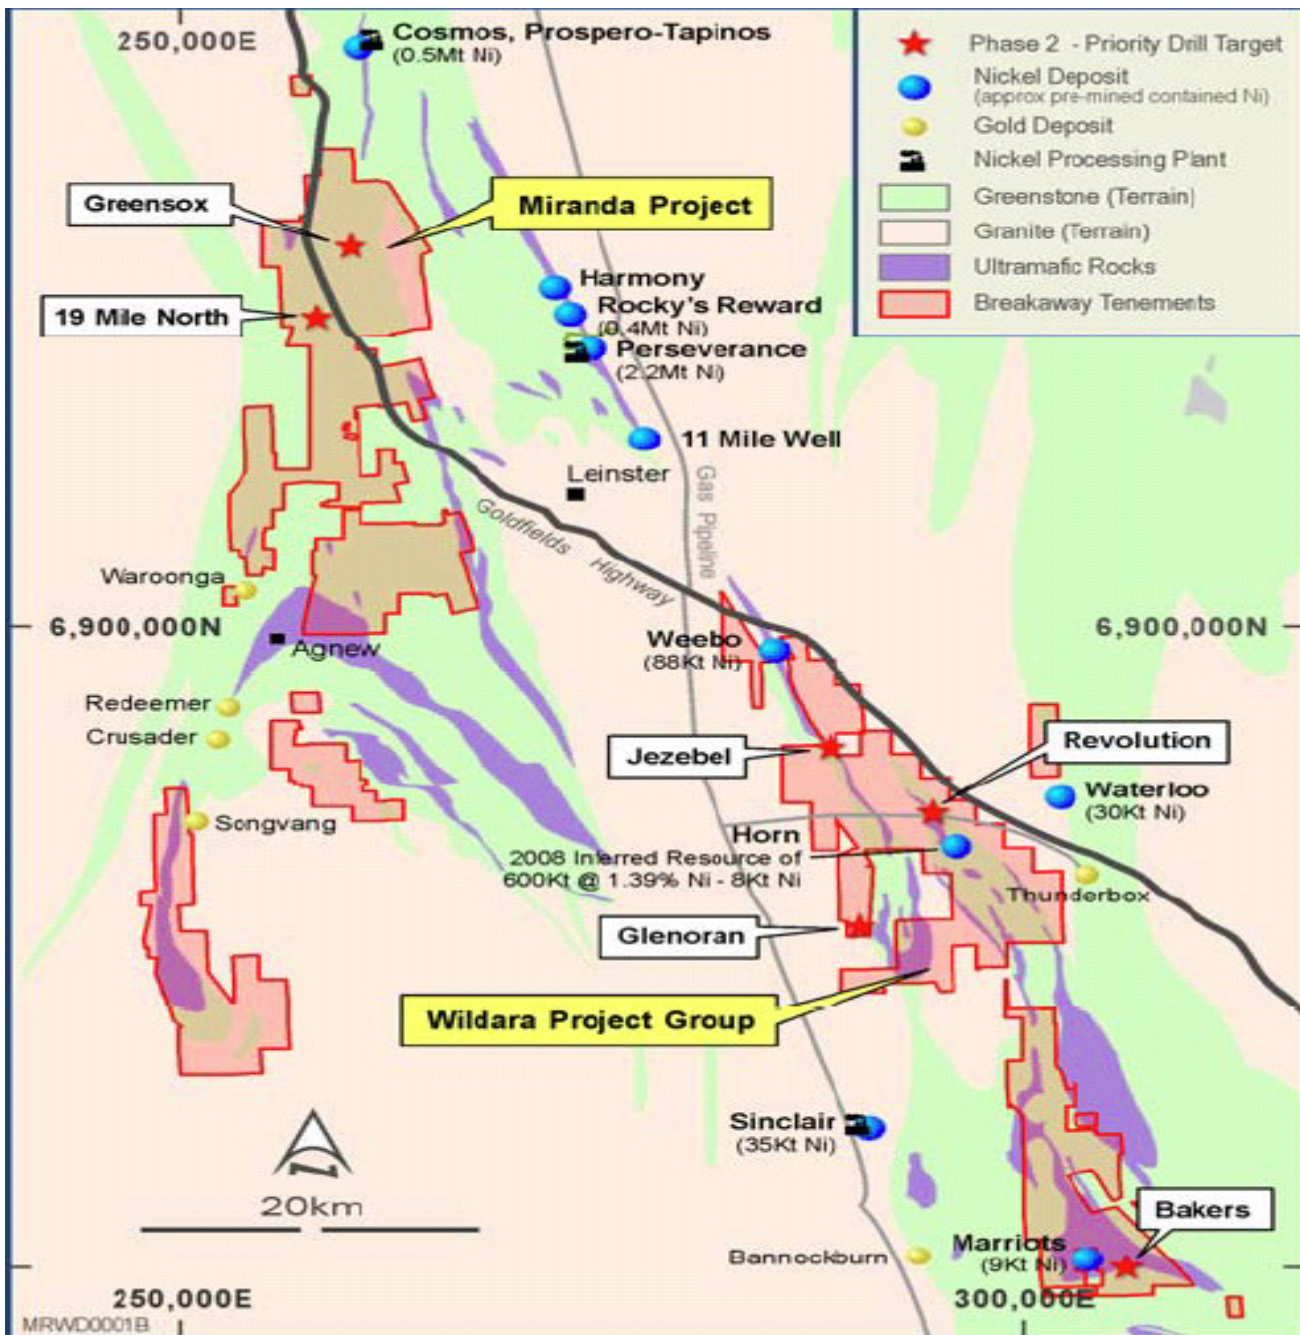 250,000E
Cosmos, Prospero-Tapinos
(0.5Mt Ni)
Phase 2 - Priority Drill Target
Nickel Deposit
(approx pre-mined contained Ni)
Gold Deposit
Nickel Processing Plant
Greenstone (Terrain)
Granite (Terrain)
Ultramafic Rocks
Breakaway Tenements
Greensox
Miranda Project
19 Mile North
Harmony
Rocky's Reward
(0.4Mt Ni)
Perseverance
(2.2Mt Ni)
11 Mile Well
Leinster
Gas Pipeline
Goldfields Highway
Waroonga
6,900,000N
Agnew
Weebo
(88Kt Ni)
6,900,000N
Redeemer
Crusader
Jezebel
Revolution
Songvang
Waterloo
(30Kt Ni)
Horn
2008 Inferred Resource of
600Kt @ 1.39% Ni - 8Kt Ni
Thunderbox
Glenoran
Wildara Project Group
Sinclair
(35Kt Ni)
N
20km
Bakers
Bannockburn
Marriots
(9Kt Ni)
250,000E
300,000E
MRWD0001B